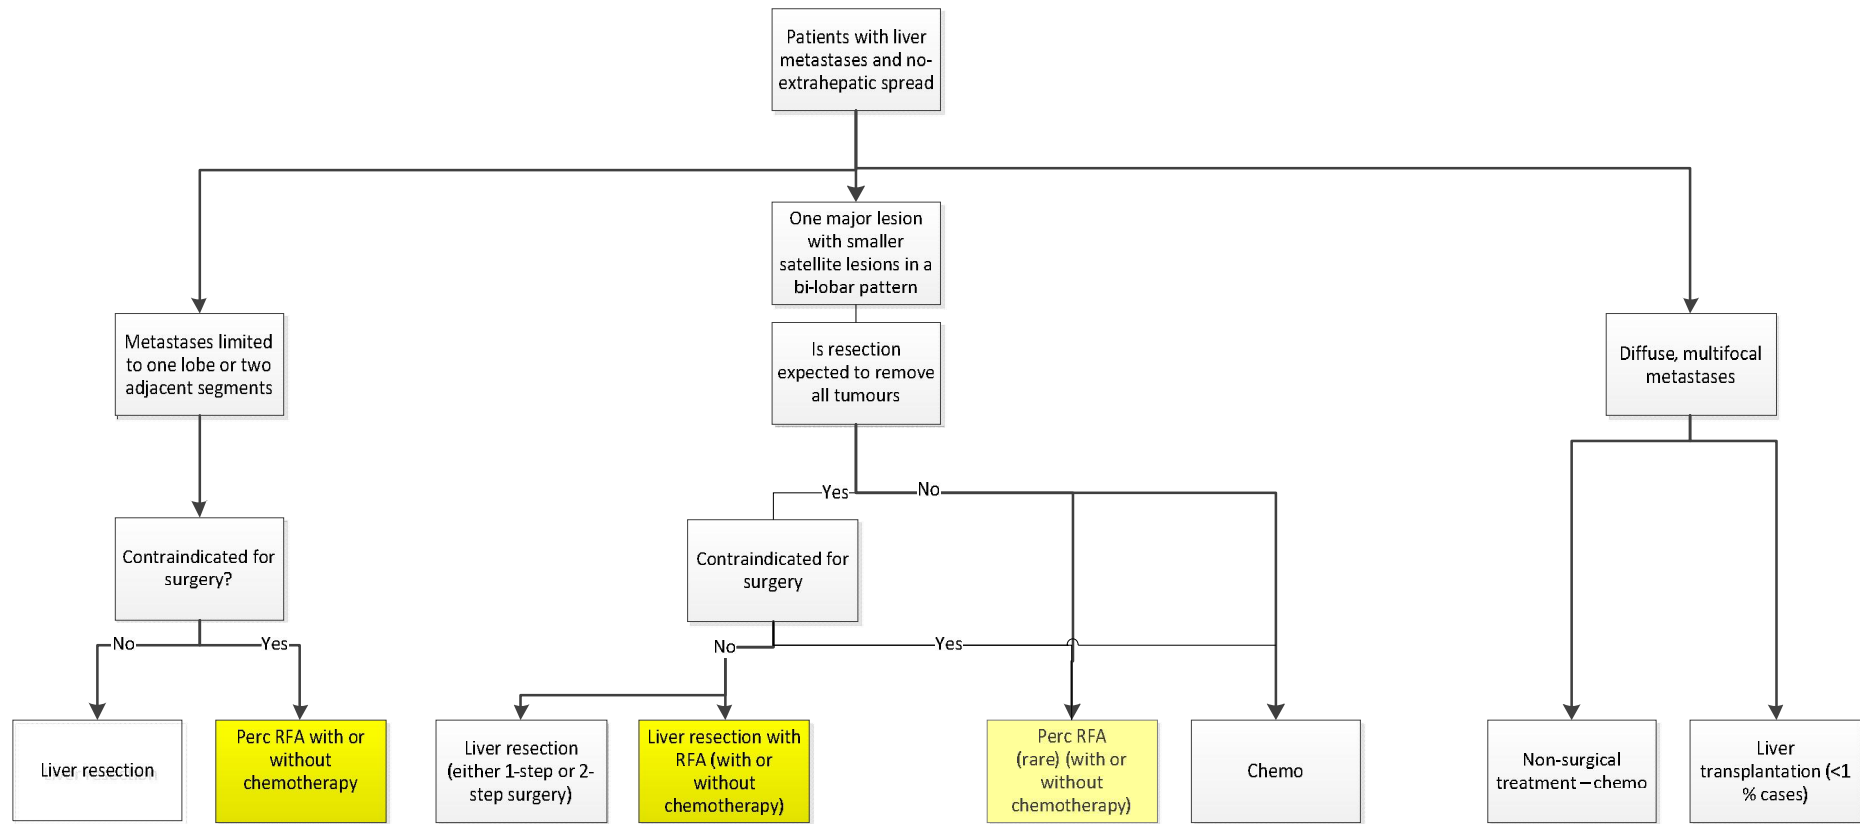 Patients with liver
metastases and no-
extrahepatic spread
One major lesion
with smaller
satellite lesions in a
bi-lobar pattern
Metastases limited
to one lobe or two
adjacent segments
Is resection
expected to remove
all tumours
Diffuse, multifocal
metastases
Yes
No
Contraindicated for
surgery?
Contraindicated for
surgery
No
Yes
No
Yes
Liver resection
Perc RFA with or
without
chemotherapy
Liver resection
(either 1-step or 2-
step surgery)
Liver resection with
RFA (with or
without
chemotherapy)
Perc RFA
(rare) (with or
without
chemotherapy)
Chemo
Non-surgical
treatment – chemo
Liver
transplantation (<1
% cases)